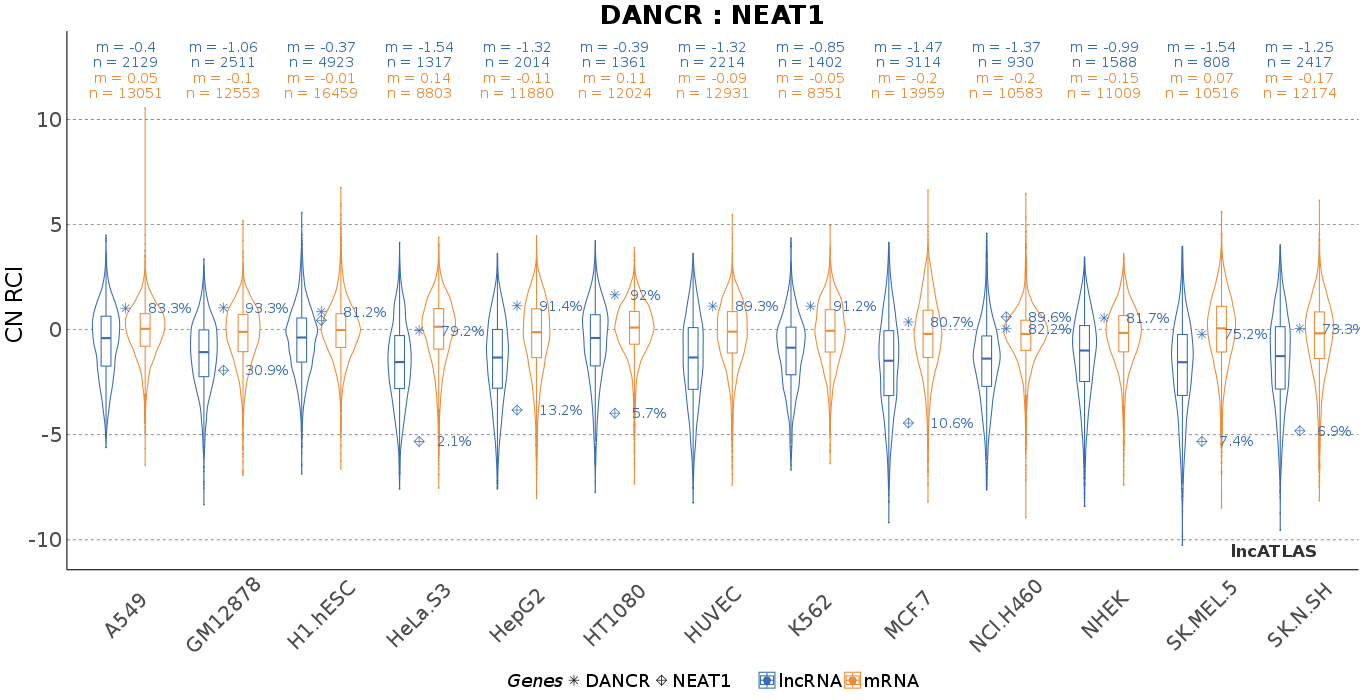 DANCR : NEAT1
m = -0.4 m = -1.06 m = -0.37 m = -1.54 m = -1.32 m = -0.39 m = -1.32 m = -0.85 m = -1.47 m = -1.37 m = -0.99 m = -1.54 m = -1.25
n = 2129 n = 2511 n = 4923 n = 1317 n = 2014 n = 1361 n = 2214 n = 1402 n = 3114 n = 930 n = 1588 n = 808 n = 2417
m = 0.05 m = -0.1 m = -0.01 m = 0.14 m = -0.11 m = 0.11 m = -0.09 m = -0.05 m = -0.2 m = -0.2 m = -0.15 m = 0.07 m = -0.17
n = 13051 n = 12553 n = 16459 n = 8803 n = 11880 n = 12024 n = 12931 n = 8351 n = 13959 n = 10583 n = 11009 n = 10516 n = 12174
CN RCI
10
5
0
-5
-10
83.3% 93.3% 81.2% 79.2% 91.4% 92% 89.3% 91.2% 80.7% 89.6% 81.7% 75.2% 73.3%
82.2%
30.9% 2.1% 13.2% 5.7% 10.6% 7.4% 6.9%
lncATLAS
A549 GM12878 H1.hESC HeLa.S3 HepG2 HT1080 HUVEC K562 MCF.7 NCI.H460 NHEK SK.MEL.5 SK.N.SH
Genes DANCR NEAT1 lncRNA mRNA